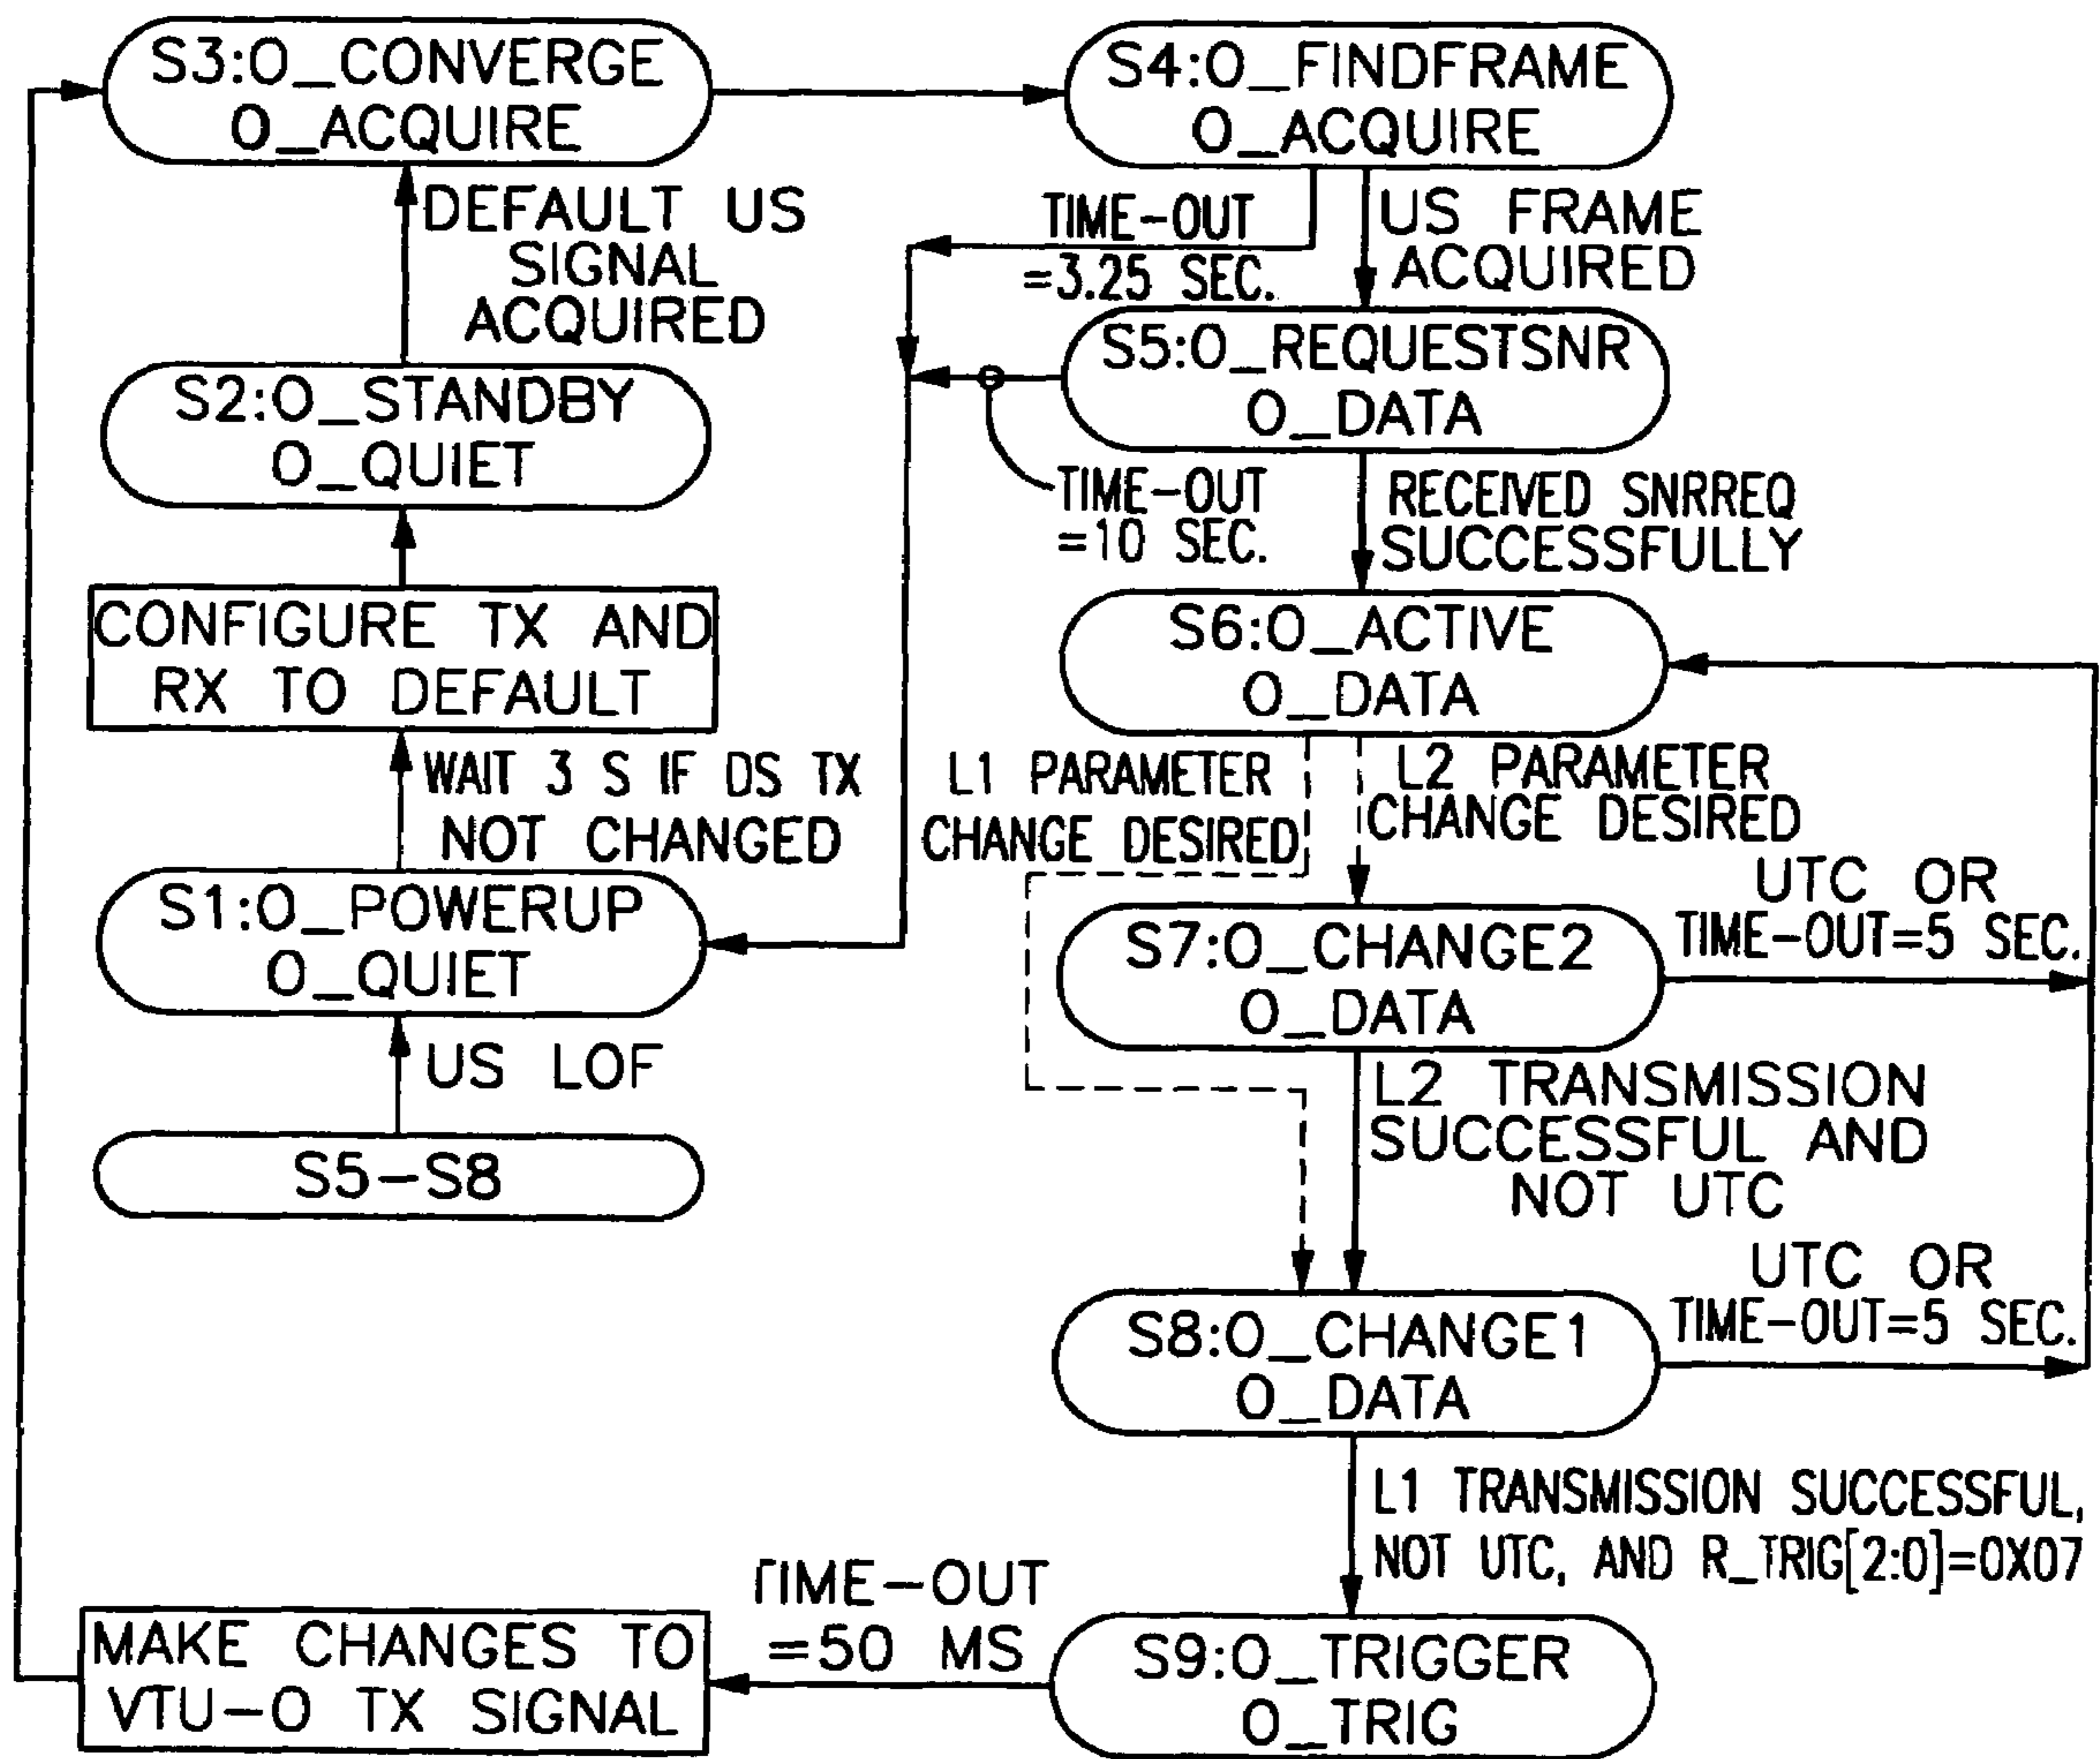 S3:O_CONVERGE
O_ACQUIRE
S4:O_FINDFRAME
O_ACQUIRE
DEFAULT US
SIGNAL
ACQUIRED
TIME-OUT
=3.25 SEC.
US FRAME
ACQUIRED
S2:O_STANDBY
O_QUIET
S5:O_REQUESTSNR
O_DATA
TIME-OUT
=10 SEC.
RECEIVED SNRREQ
SUCCESSFULLY
CONFIGURE TX AND
RX TO DEFAULT
S6:O_ACTIVE
O_DATA
WAIT 3 S IF DS TX
NOT CHANGED
L1 PARAMETER
CHANGE DESIRED
L2 PARAMETER
CHANGE DESIRED
S1:O_POWERUP
O_QUIET
S7:O_CHANGE2
O_DATA
UTC OR
TIME-OUT=5 SEC.
US LOF
S5-S8
L2 TRANSMISSION
SUCCESSFUL AND
NOT UTC
S8:O_CHANGE1
O_DATA
UTC OR
TIME-OUT=5 SEC.
L1 TRANSMISSION SUCCESSFUL,
NOT UTC, AND R_TRIG[2:0]=0X07
MAKE CHANGES TO
VTU-O TX SIGNAL
TIME-OUT
=50 MS
S9:O_TRIGGER
O_TRIG